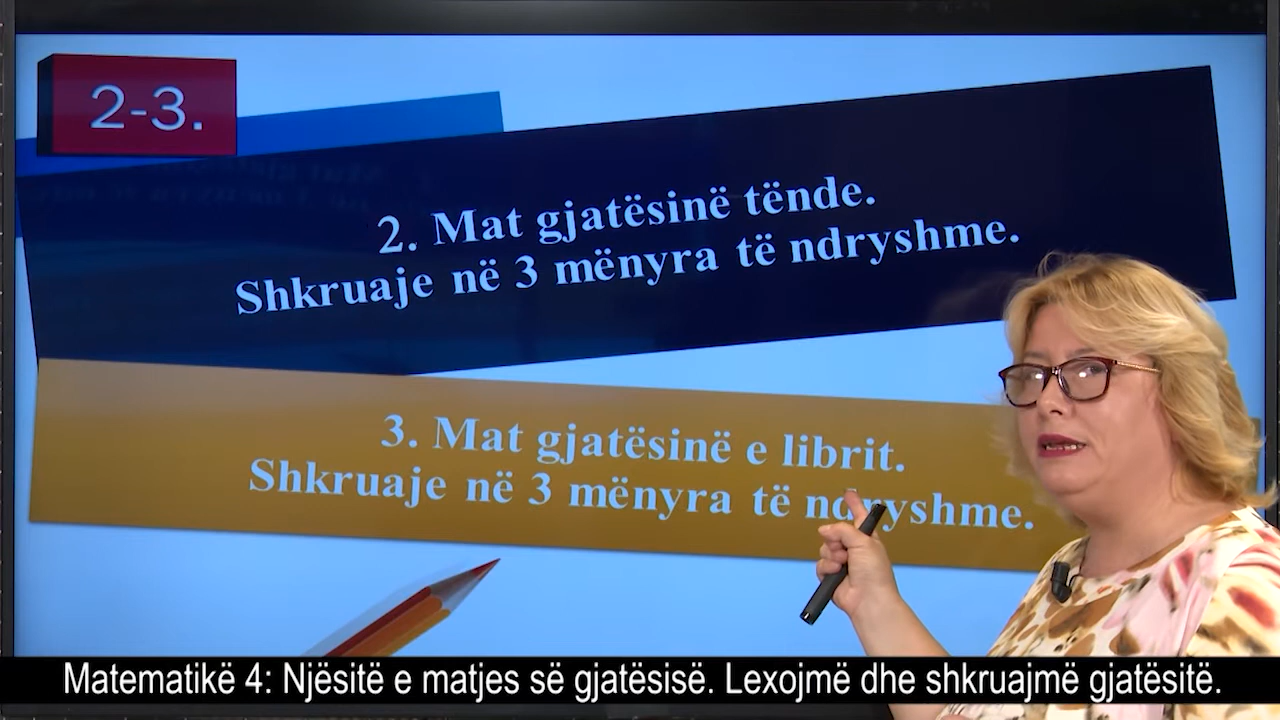 2-3.
2. Mat gjatësinë tënde.
Shkruaje në 3 mënyra të ndryshme.
3. Mat gjatësinë e librit.
Shkruaje në 3 mënyra të ndryshme.
Matematikë 4: Njësitë e matjes së gjatësisë. Lexojmë dhe shkruajmë gjatësitë.